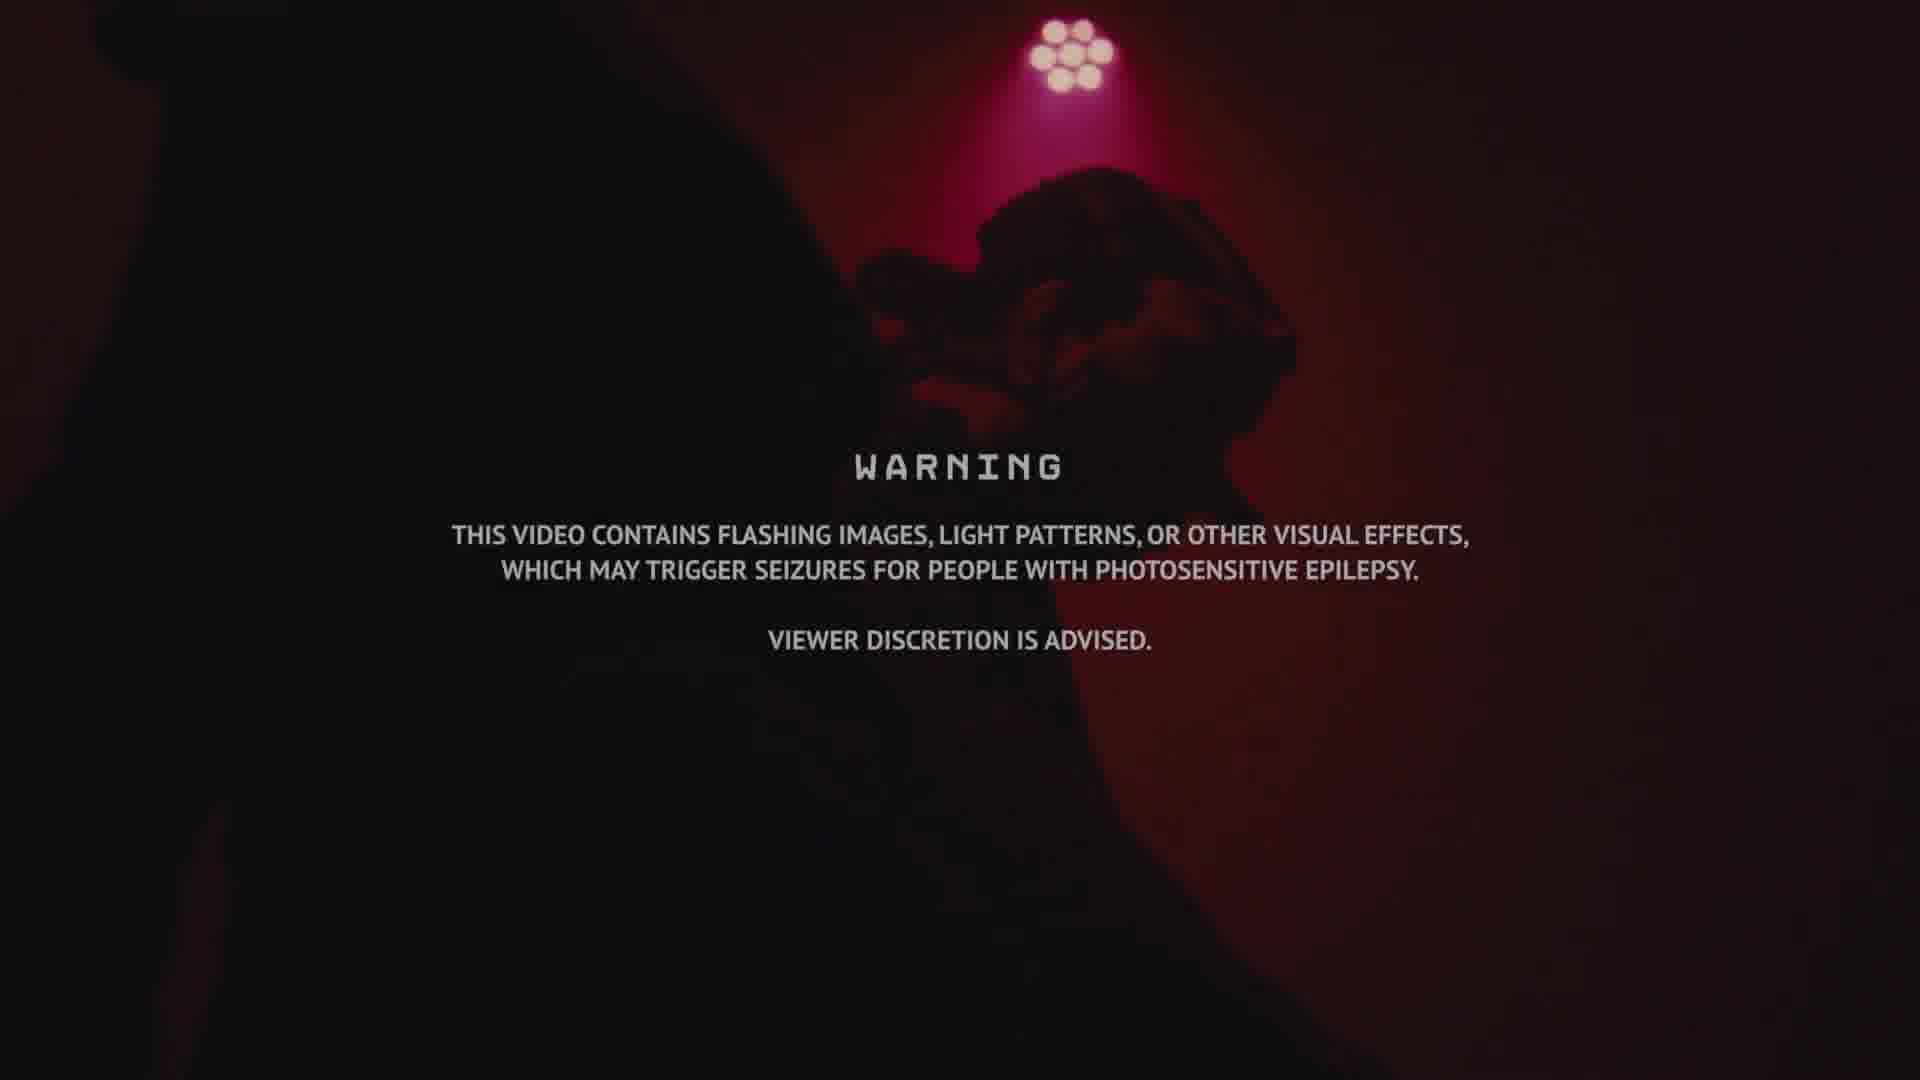 WARNING
THIS VIDEO CONTAINS FLASHING IMAGES, LIGHT PATTERNS, OR OTHER VISUAL EFFECTS,
WHICH MAY TRIGGER SEIZURES FOR PEOPLE WITH PHOTOSENSITIVE EPILEPSY.
VIEWER DISCRETION IS ADVISED.